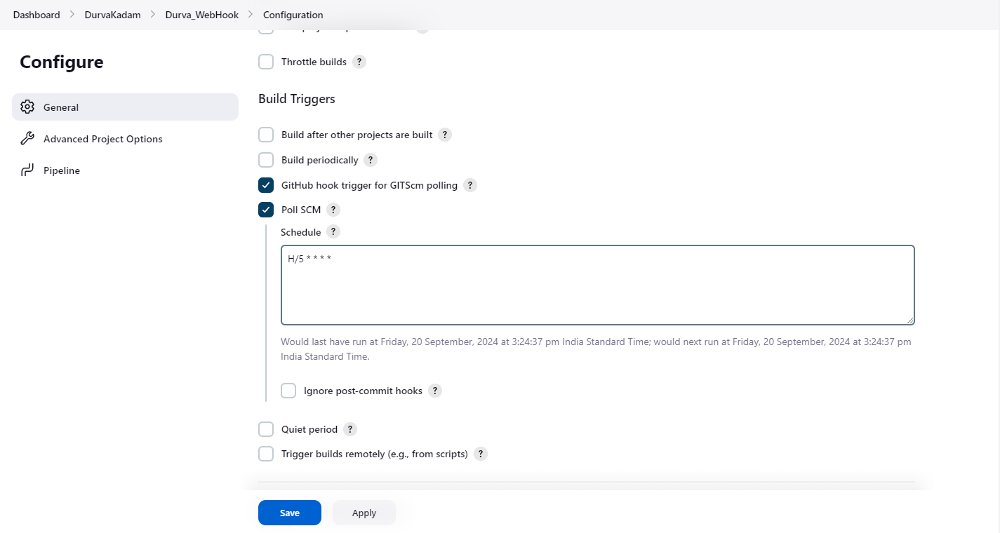 Dashboard > DurvaKadam > Durva_WebHook > Configuration
Configure
General
Advanced Project Options
Pipeline
Throttle builds ?
Build Triggers
Build after other projects are built ?
Build periodically ?
GitHub hook trigger for GITScm polling ?
Poll SCM ?
Schedule ?
H/5 * * * *
Would last have run at Friday, 20 September, 2024 at 3:24:37 pm India Standard Time; would next run at Friday, 20 September, 2024 at 3:24:37 pm
India Standard Time.
Ignore post-commit hooks ?
Quiet period ?
Trigger builds remotely (e.g., from scripts) ?
Save
Apply